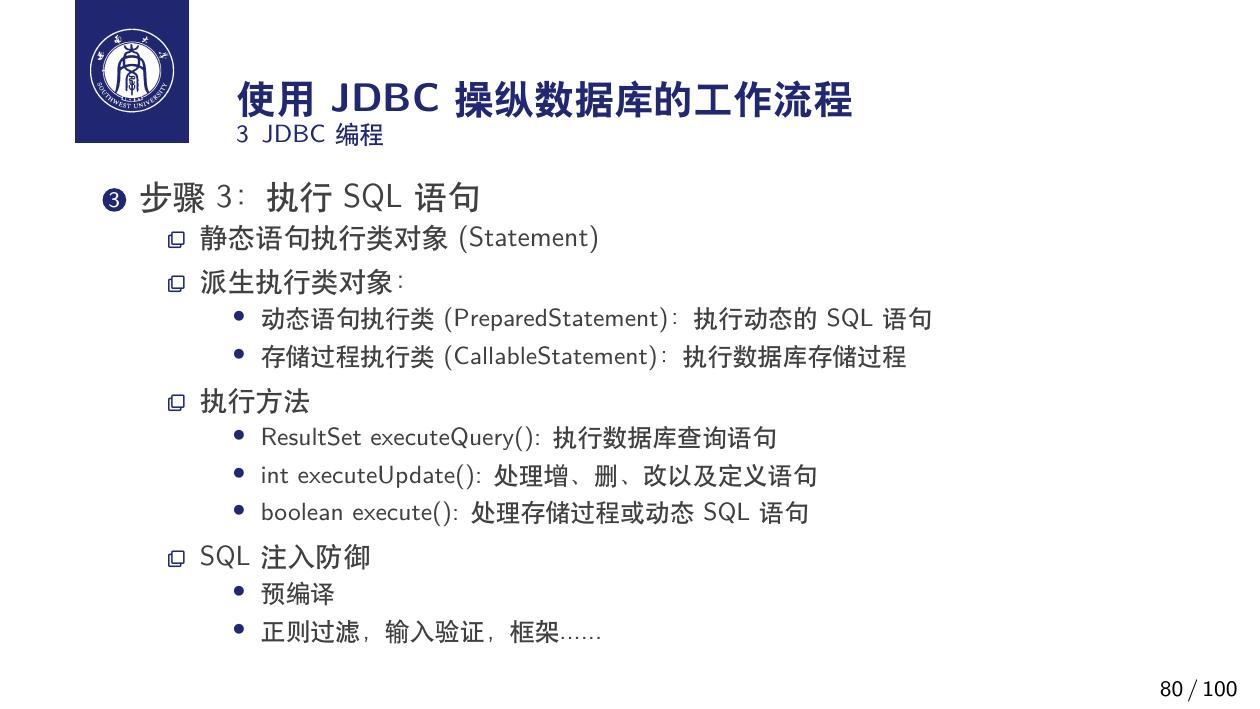 西南大学
SOUTHWEST UNIVERSITY
使用 JDBC 操纵数据库的工作流程
3 JDBC 编程
3 步骤 3：执行 SQL 语句
静态语句执行类对象 (Statement)
派生执行类对象：
• 动态语句执行类 (PreparedStatement)：执行动态的 SQL 语句
• 存储过程执行类 (CallableStatement)：执行数据库存储过程
执行方法
• ResultSet executeQuery(): 执行数据库查询语句
• int executeUpdate(): 处理增、删、改以及定义语句
• boolean execute(): 处理存储过程或动态 SQL 语句
SQL 注入防御
• 预编译
• 正则过滤，输入验证，框架......
80 / 100